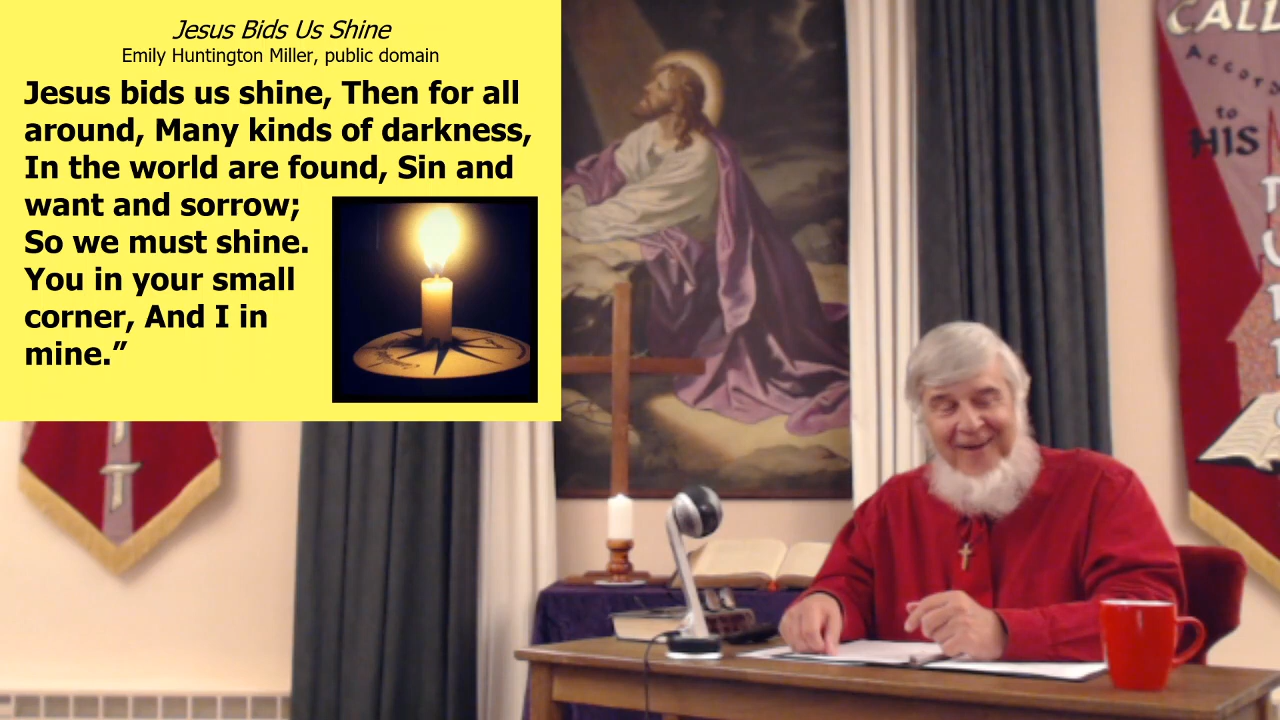 Jesus Bids Us Shine
Emily Huntington Miller, public domain
Jesus bids us shine, Then for all
around, Many kinds of darkness,
In the world are found, Sin and
want and sorrow;
So we must shine.
You in your small
corner, And I in
mine.”
CALL
Accor
to
HIS